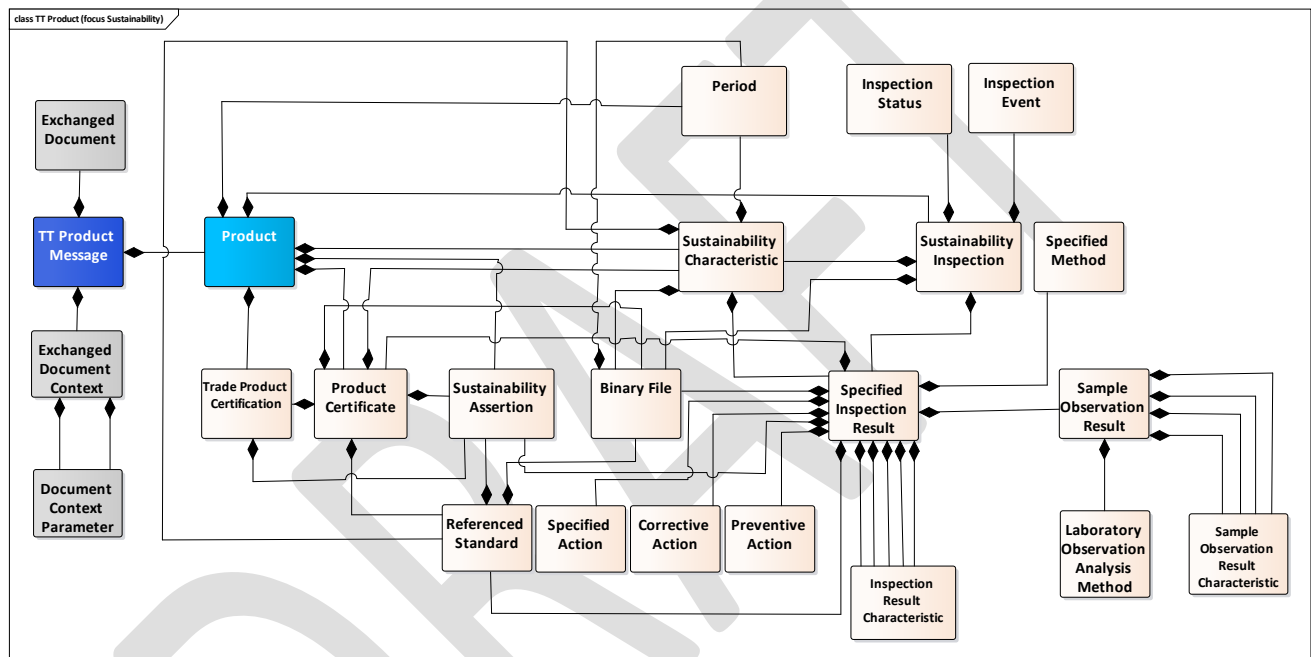 class TT Product (focus Sustainability)
Period
Inspection
Status
Inspection
Event
Exchanged
Document
TT Product
Message
Product
Sustainability
Characteristic
Sustainability
Inspection
Specified
Method
Exchanged
Document
Context
Trade Product
Certification
Product
Certificate
Sustainability
Assertion
Binary File
Specified
Inspection
Result
Sample
Observation
Result
Document
Context
Parameter
Referenced
Standard
Specified
Action
Corrective
Action
Preventive
Action
Inspection
Result
Characteristic
Laboratory
Observation
Analysis
Method
Sample
Observation
Result
Characteristic
DRAFT